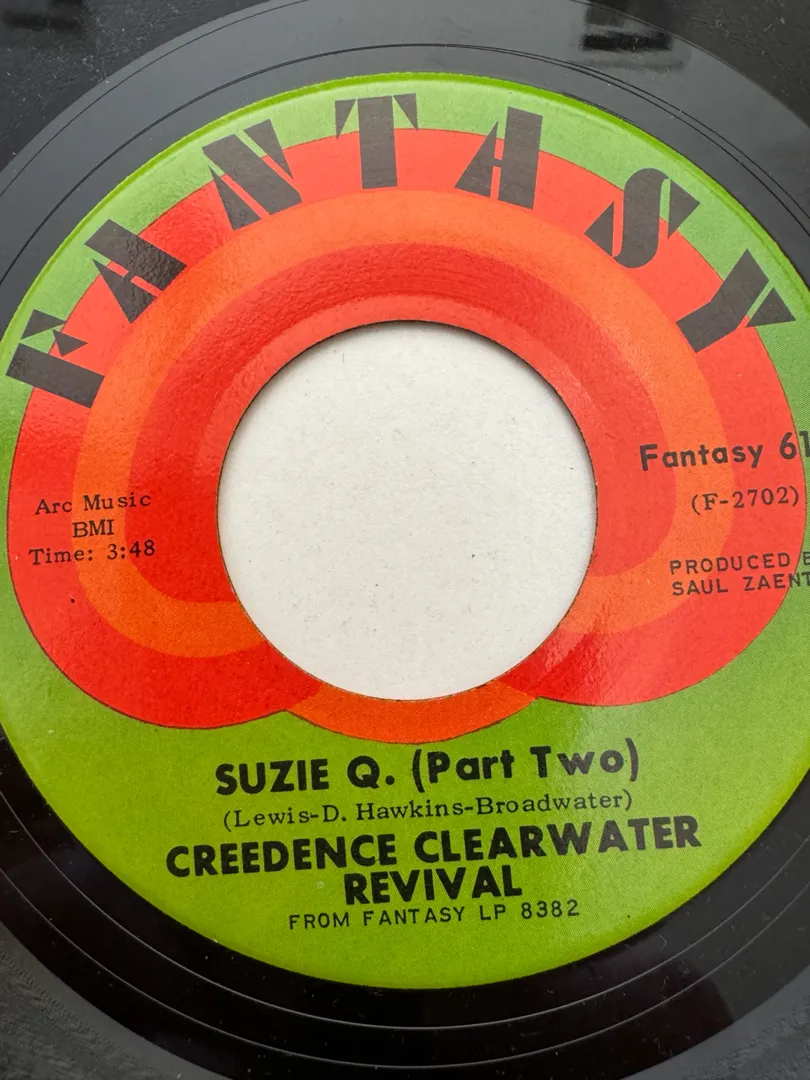 FANTASY
Fantasy 61
(F-2702)
PRODUCED
SAUL ZAENT
Arc Music
BMI
Time: 3:48
SUZIE Q. (Part Two)
(Lewis-D. Hawkins-Broadwater)
CREEDENCE CLEARWATER
REVIVAL
FROM FANTASY LP 8382